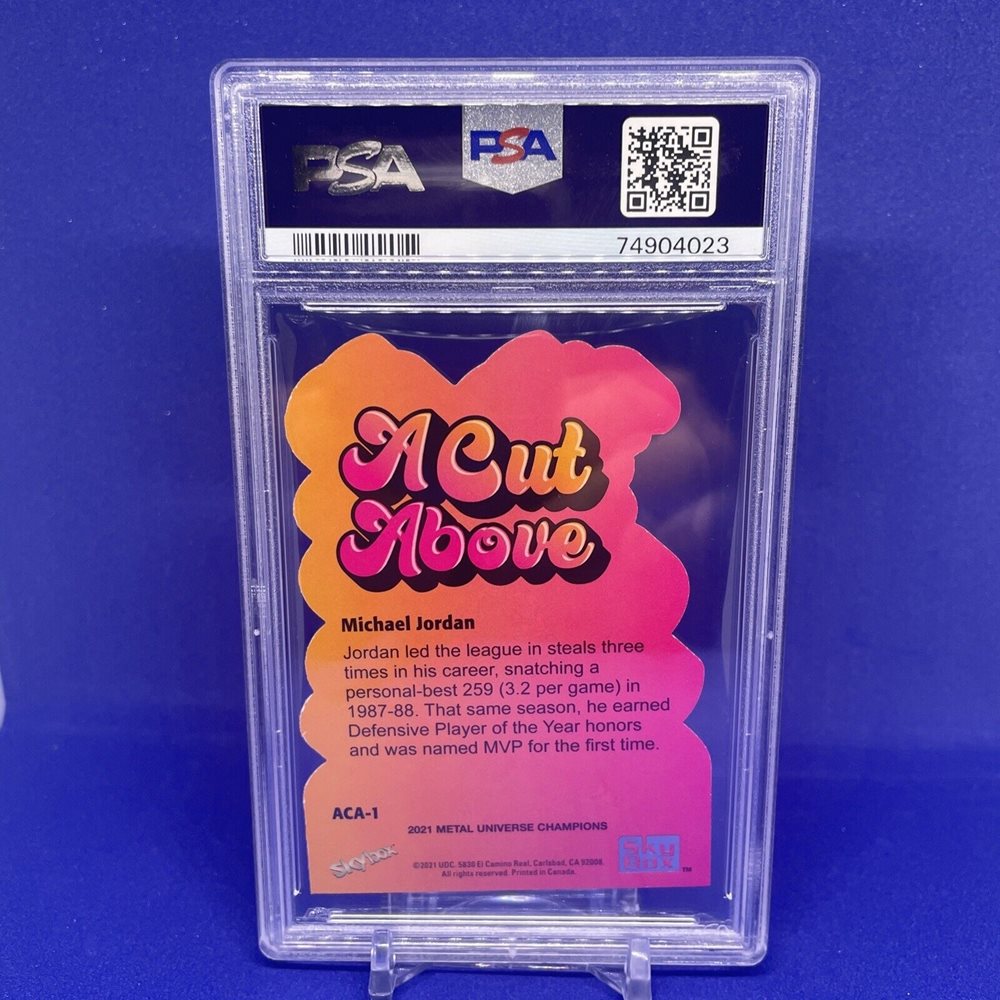 PSA
PSA
74904023
A Cut
Above
Michael Jordan
Jordan led the league in steals three
times in his career, snatching a
personal-best 259 (3.2 per game) in
1987-88. That same season, he earned
Defensive Player of the Year honors
and was named MVP for the first time.
ACA-1
2021 METAL UNIVERSE CHAMPIONS
Skybox
©2021 UDC. 5830 El Camino Real, Carlsbad, CA 92008.
All rights reserved. Printed in Canada.
Sky
Box TM